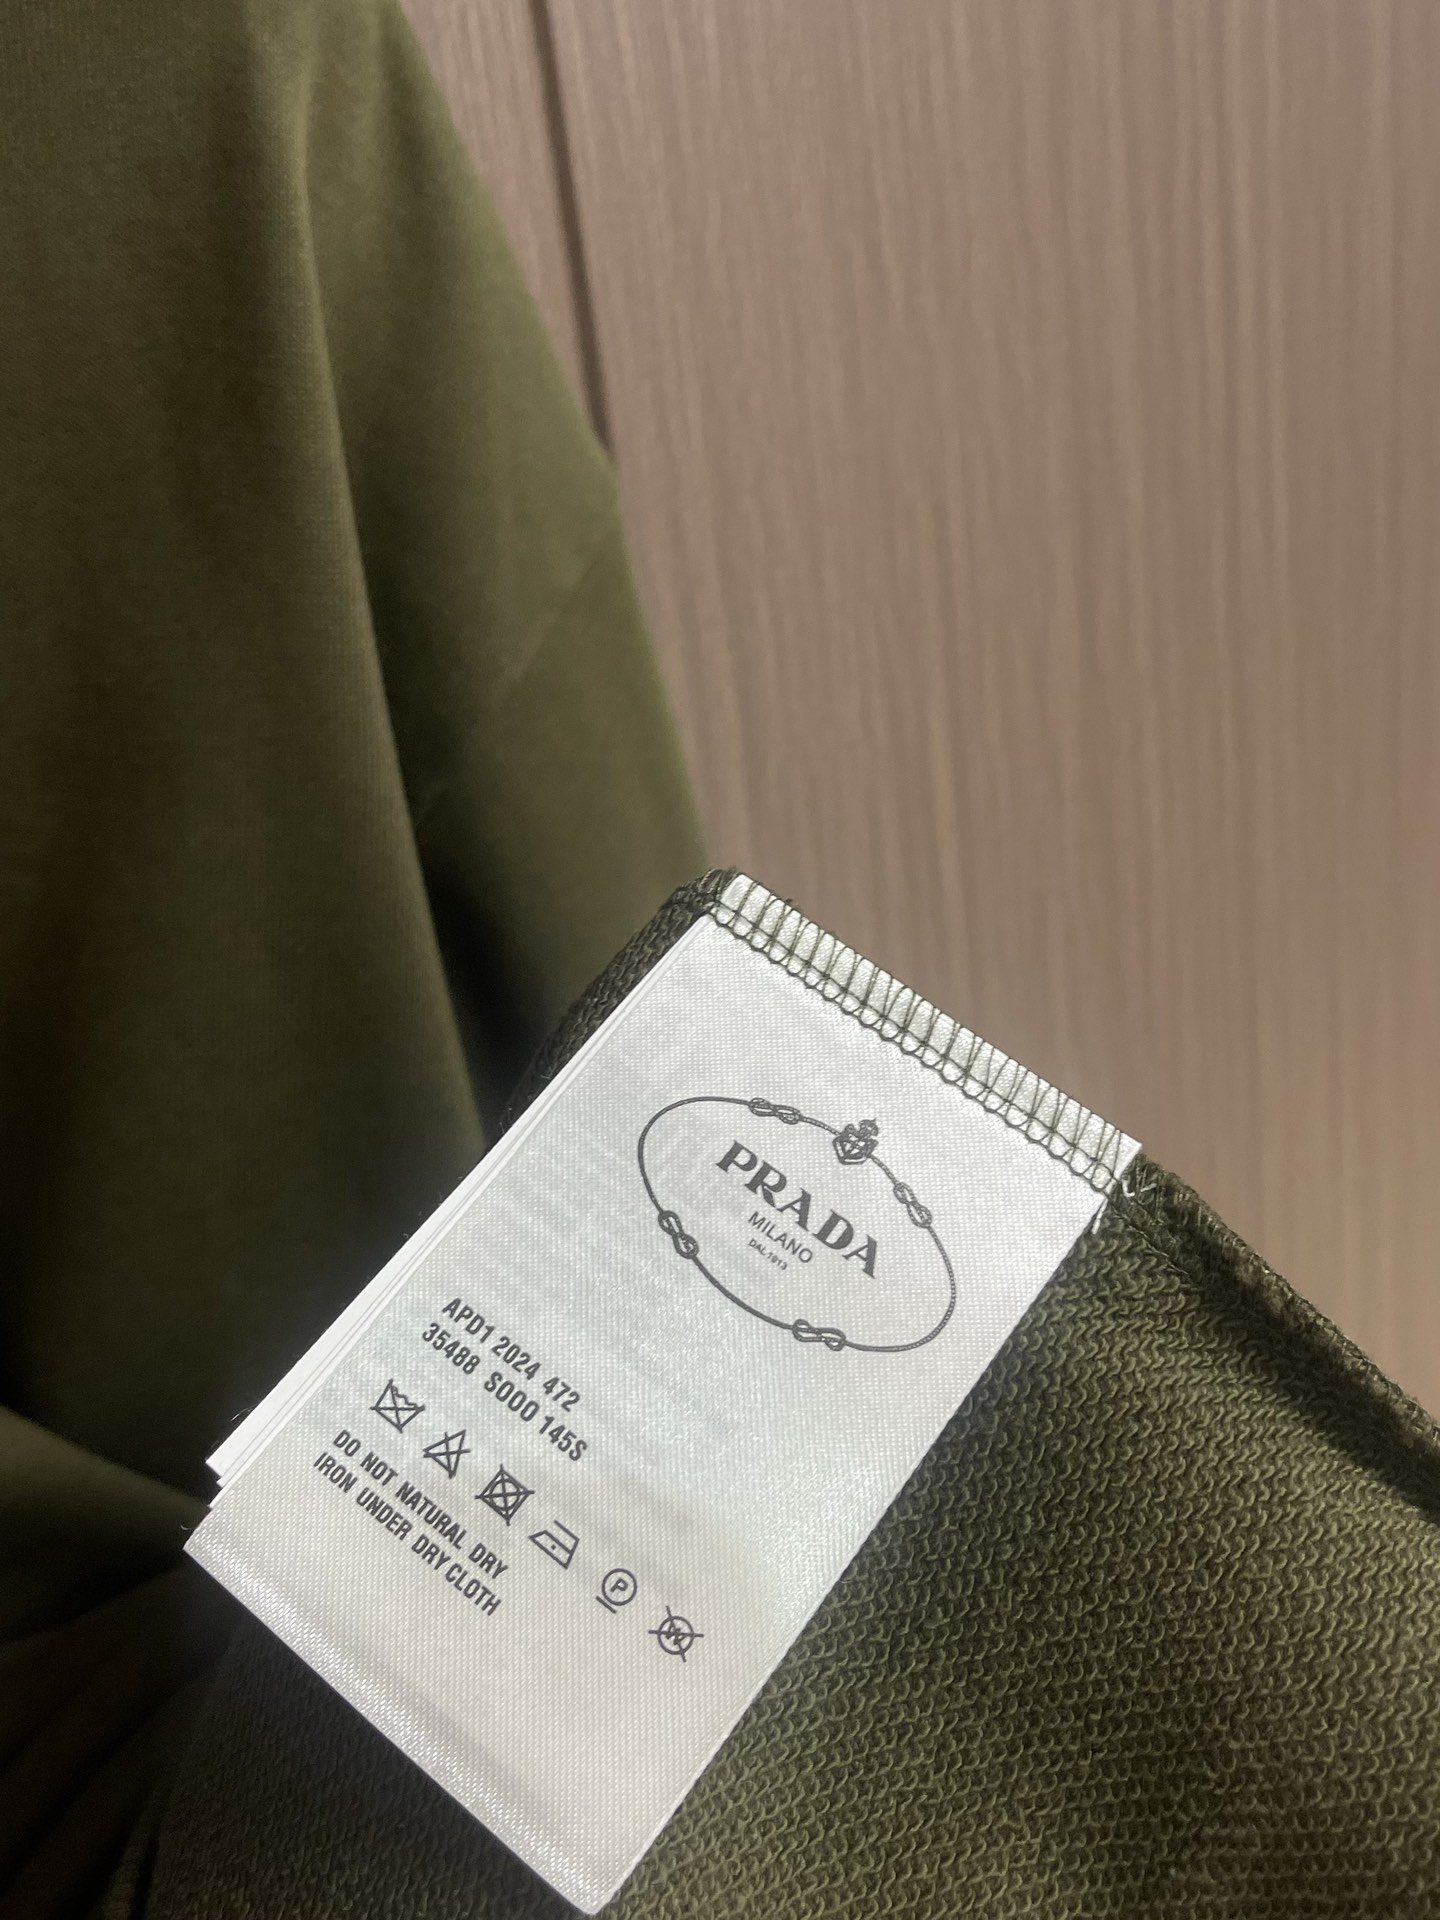 PRADA
MILANO
DAL 1913
APD1 2024 472
35488 S000 145S
DO NOT NATURAL DRY
IRON UNDER DRY CLOTH
P
W